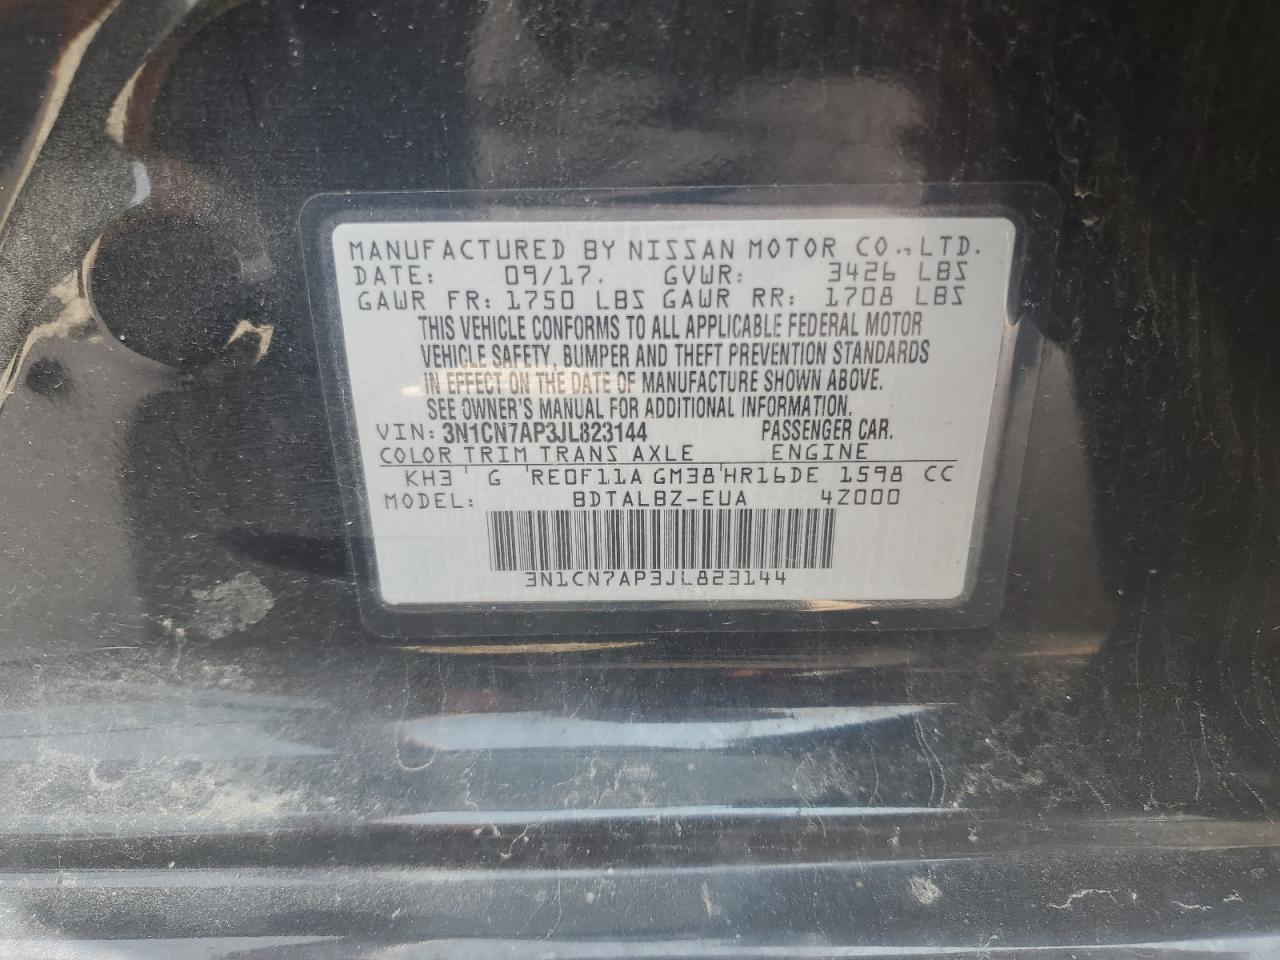 MANUFACTURED BY NISSAN MOTOR CO., LTD.
DATE: 09/17. GVWR: 3426 LBS
GAWR FR: 1750 LBS GAWR RR: 1708 LBS
THIS VEHICLE CONFORMS TO ALL APPLICABLE FEDERAL MOTOR
VEHICLE SAFETY, BUMPER AND THEFT PREVENTION STANDARDS
IN EFFECT ON THE DATE OF MANUFACTURE SHOWN ABOVE.
SEE OWNER'S MANUAL FOR ADDITIONAL INFORMATION.
VIN: 3N1CN7AP3JL823144 PASSENGER CAR.
COLOR TRIM TRANS AXLE ENGINE
KH3 G RE0F11A GM38 HR16DE 1598 CC
MODEL: BDTALBZ-EUA 4Z000
3N1CN7AP3JL823144